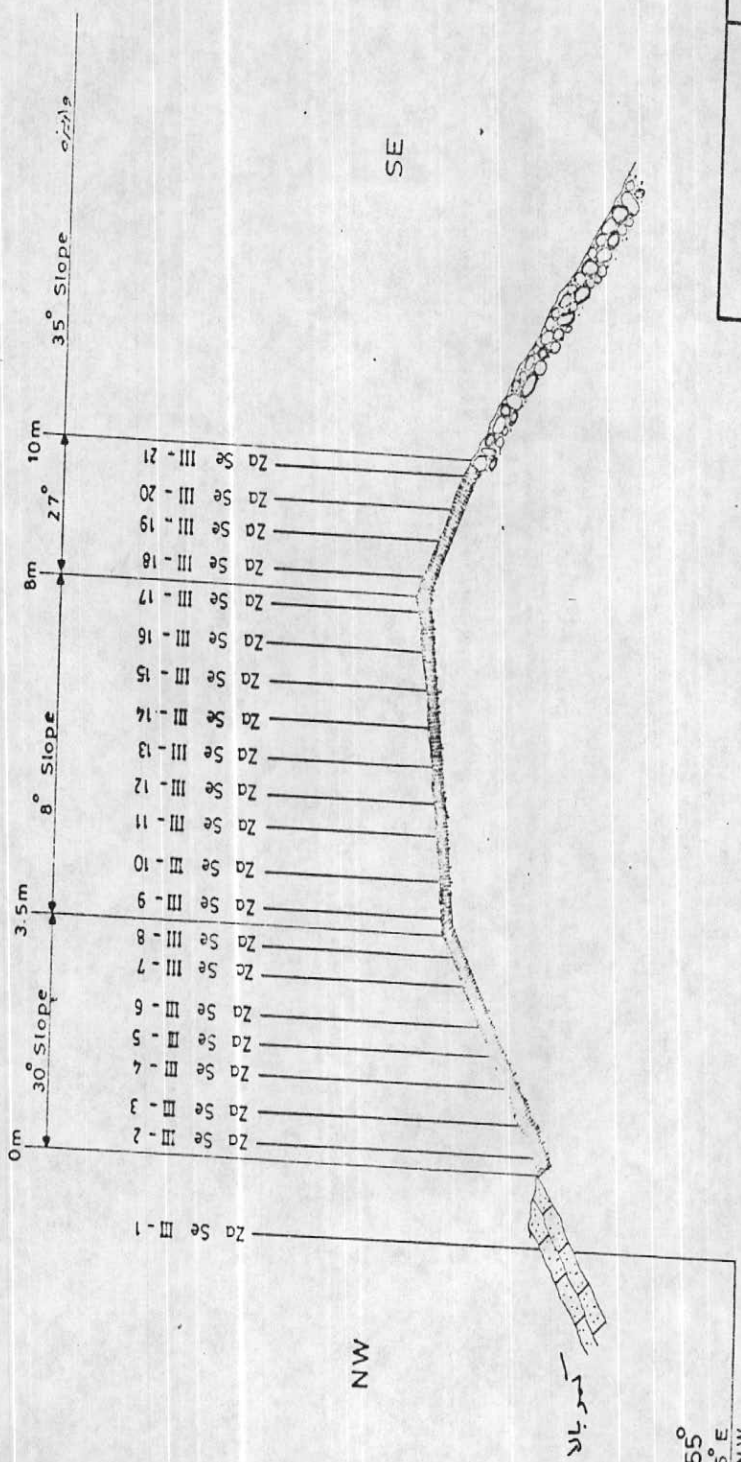 0m
3.5m
8m
10m
30° Slope
8° Slope
27°
35° Slope
واریزه
Za Se III - 1
Za Se III - 2
Za Se III - 3
Za Se III - 4
Za Se III - 5
Za Se III - 6
Za Se III - 7
Za Se III - 8
Za Se III - 9
Za Se III - 10
Za Se III - 11
Za Se III - 12
Za Se III - 13
Za Se III - 14
Za Se III - 15
Za Se III - 16
Za Se III - 17
Za Se III - 18
Za Se III - 19
Za Se III - 20
Za Se III - 21
NW
SE
کمر بالا
55°
5°E
NW